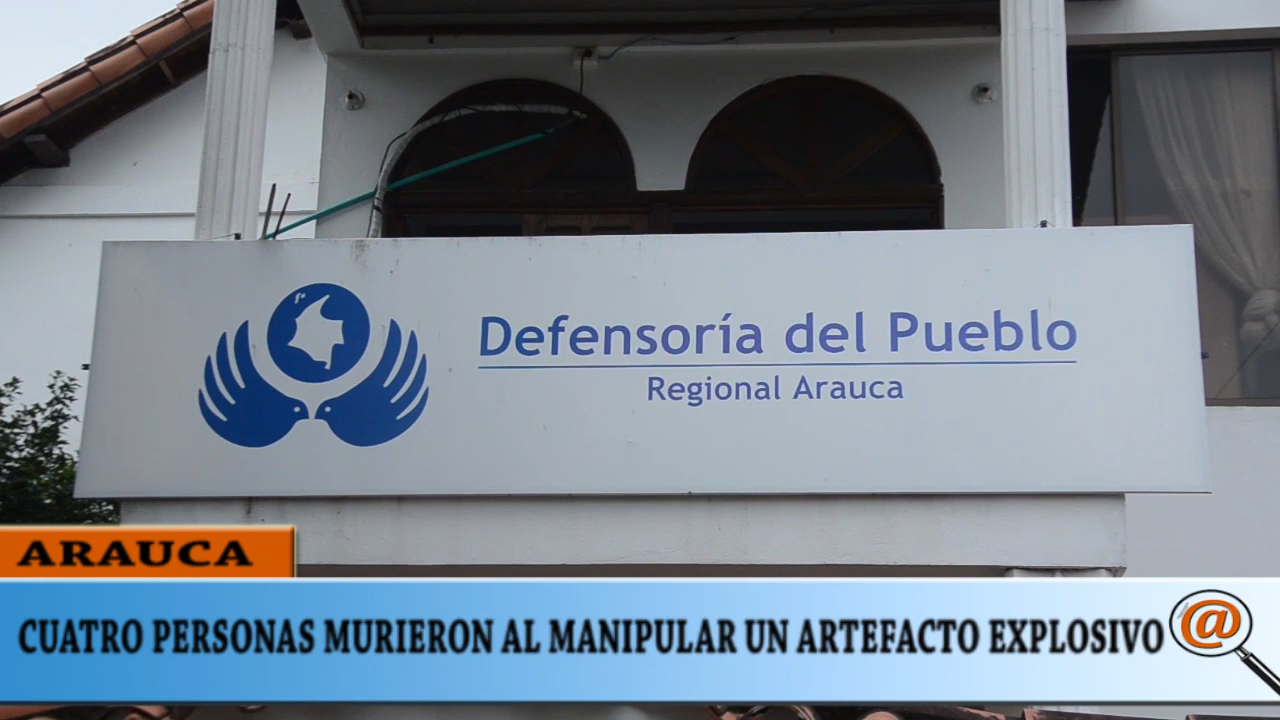 Defensoría del Pueblo
Regional Arauca
ARAUCA
CUATRO PERSONAS MURIERON AL MANIPULAR UN ARTEFACTO EXPLOSIVO
@